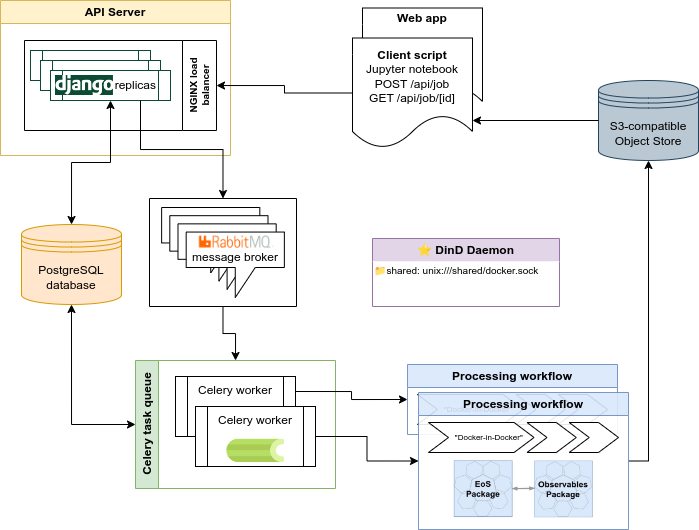 API Server
Web app
Client script
Jupyter notebook
POST /api/job
GET /api/job/[id]
django replicas
NGINX load
balancer
S3-compatible
Object Store
RabbitMQ
message broker
⭐ DinD Daemon
📁shared: unix:///shared/docker.sock
PostgreSQL
database
Celery task queue
Celery worker
Celery worker
Processing workflow
Processing workflow
"Docker-in-Docker"
EoS
Package
Observables
Package